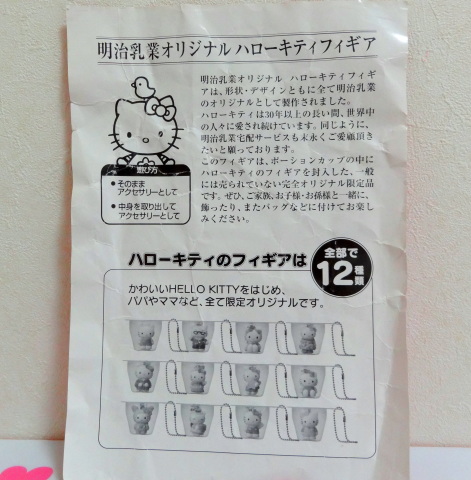 明治乳業オリジナル ハローキティフィギア
明治乳業オリジナル ハローキティフィギ
アは、形状・デザインともに全て明治乳業
のオリジナルとして製作されました。
ハローキティは30年以上の長い間、世界中
の人々に愛され続けています。同じように、
明治乳業宅配サービスも末永くご愛顧頂き
たいと願っております。
このフィギアは、ポーションカップの中に
ハローキティのフィギアを封入した、一般
には売られていない完全オリジナル限定品
です。ぜひ、ご家族、お子様・お孫様と一緒に、
飾ったり、またバッグなどに付けてお楽し
みください。
遊び方
● そのまま
アクセサリーとして
● 中身を取り出して
アクセサリーとして
ハローキティのフィギアは
全部で
12種類
かわいいHELLO KITTYをはじめ、
パパやママなど、全て限定オリジナルです。